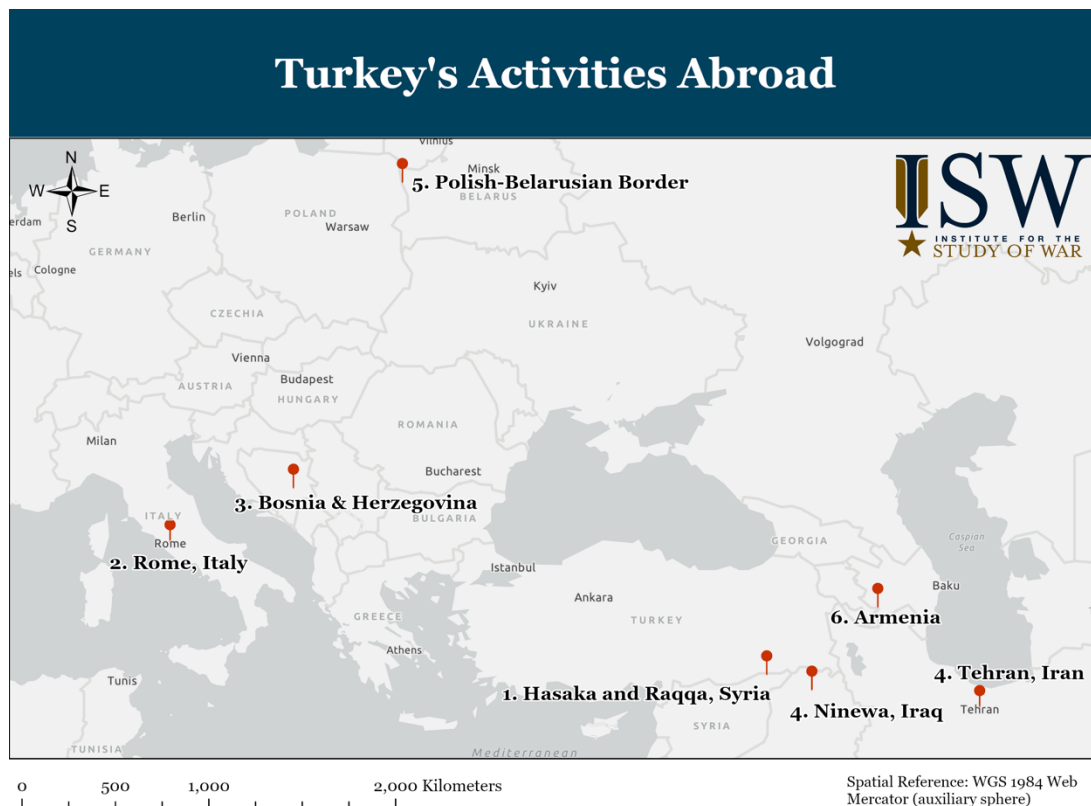 Turkey's Activities Abroad
N
W
E
S
ISW
INSTITUTE FOR THE
STUDY OF WAR
Vilnius
Minsk
5. Polish-Belarusian Border
BELARUS
Berlin
POLAND
Warsaw
erdam
GERMANY
els
Cologne
Kyiv
CZECHIA
UKRAINE
Volgograd
Vienna
Budapest
AUSTRIA
HUNGARY
ROMANIA
Milan
Bucharest
3. Bosnia & Herzegovina
BULGARIA
ITALY
Rome
2. Rome, Italy
GEORGIA
Caspian
Sea
Istanbul
Baku
Ankara
GREECE
TURKEY
6. Armenia
Athens
Tunis
1. Hasaka and Raqqa, Syria
4. Tehran, Iran
4. Ninewa, Iraq
Tehran
SYRIA
TUNISIA
Mediterranean
0 500 1,000 2,000 Kilometers
Spatial Reference: WGS 1984 Web
Mercator (auxiliary sphere)